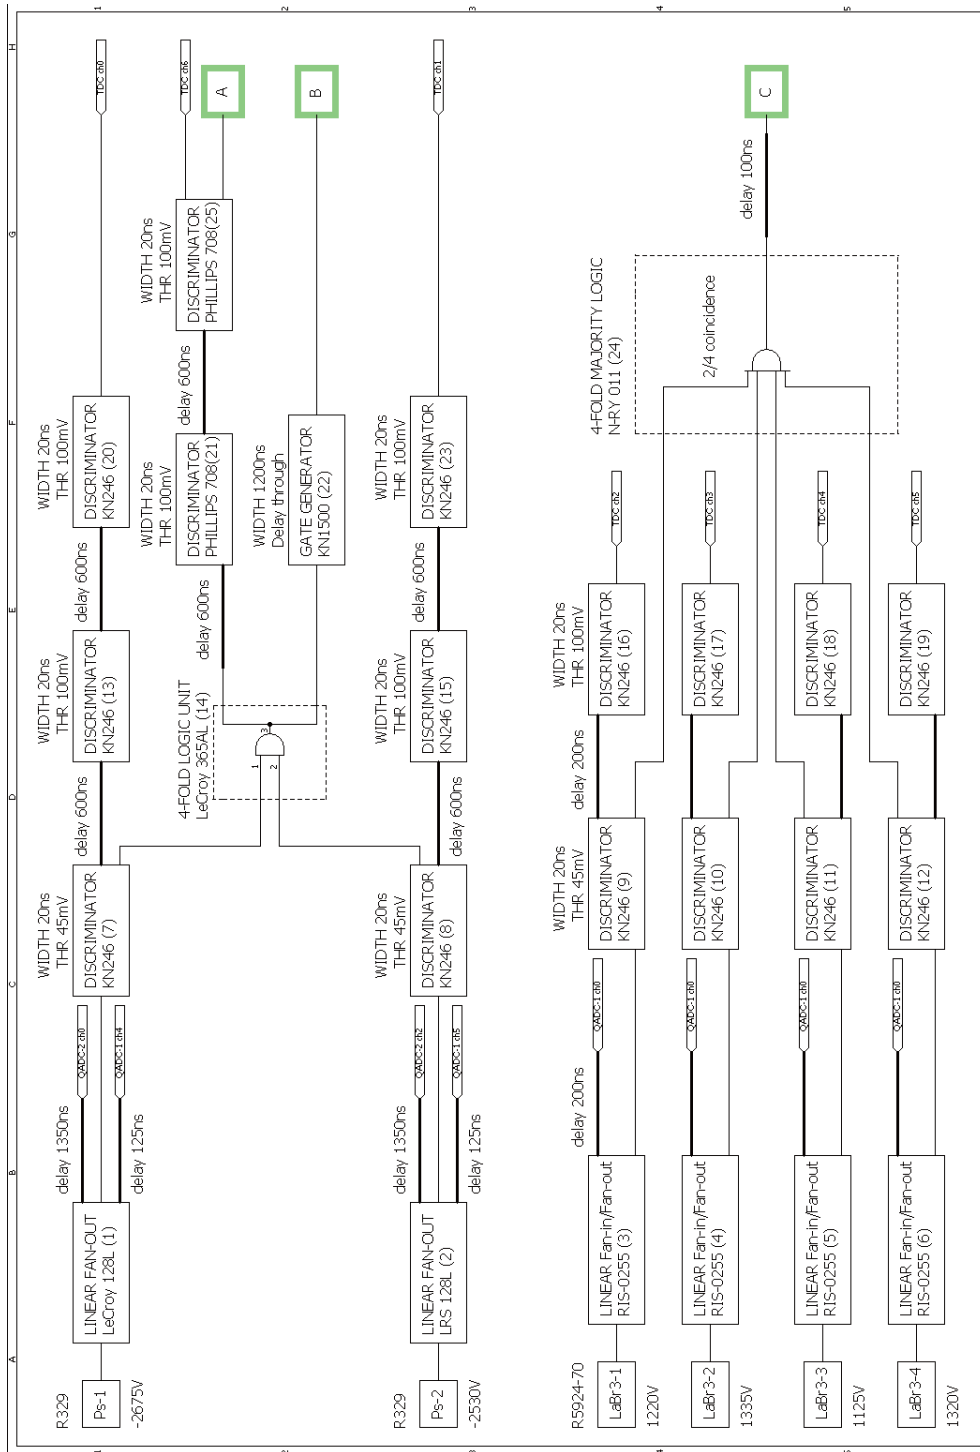 R329
Ps-1
-2675V
LINEAR FAN-OUT
LeCroy 128L (1)
delay 1350ns
QADC-2 ch0
QADC-1 ch4
delay 125ns
WIDTH 20ns
THR 45mV
DISCRIMINATOR
KN246 (7)
delay 600ns
WIDTH 20ns
THR 100mV
DISCRIMINATOR
KN246 (13)
delay 600ns
WIDTH 20ns
THR 100mV
DISCRIMINATOR
KN246 (20)
TDC ch0
4-FOLD LOGIC UNIT
LeCroy 365AL (14)
1
2
3
delay 600ns
WIDTH 20ns
THR 100mV
DISCRIMINATOR
PHILLIPS 708(21)
delay 600ns
WIDTH 20ns
THR 100mV
DISCRIMINATOR
PHILLIPS 708(25)
TDC ch6
A
WIDTH 1200ns
Delay through
GATE GENERATOR
KN1500 (22)
B
R329
Ps-2
-2530V
LINEAR FAN-OUT
LRS 128L (2)
delay 1350ns
QADC-2 ch2
QADC-1 ch5
delay 125ns
WIDTH 20ns
THR 45mV
DISCRIMINATOR
KN246 (8)
delay 600ns
WIDTH 20ns
THR 100mV
DISCRIMINATOR
KN246 (15)
delay 600ns
WIDTH 20ns
THR 100mV
DISCRIMINATOR
KN246 (23)
TDC ch1
R5924-70
LaBr3-1
1220V
LINEAR Fan-in/Fan-out
RIS-0255 (3)
delay 200ns
QADC-1 ch0
WIDTH 20ns
THR 45mV
DISCRIMINATOR
KN246 (9)
delay 200ns
WIDTH 20ns
THR 100mV
DISCRIMINATOR
KN246 (16)
TDC ch2
LaBr3-2
1335V
LINEAR Fan-in/Fan-out
RIS-0255 (4)
QADC-1 ch0
DISCRIMINATOR
KN246 (10)
DISCRIMINATOR
KN246 (17)
TDC ch3
LaBr3-3
1125V
LINEAR Fan-in/Fan-out
RIS-0255 (5)
QADC-1 ch0
DISCRIMINATOR
KN246 (11)
DISCRIMINATOR
KN246 (18)
TDC ch4
LaBr3-4
1320V
LINEAR Fan-in/Fan-out
RIS-0255 (6)
QADC-1 ch0
DISCRIMINATOR
KN246 (12)
DISCRIMINATOR
KN246 (19)
TDC ch5
4-FOLD MAJORITY LOGIC
N-RY 011 (24)
2/4 coincidence
delay 100ns
C
A
B
C
D
E
F
G
H
1
2
3
4
1
2
3
4